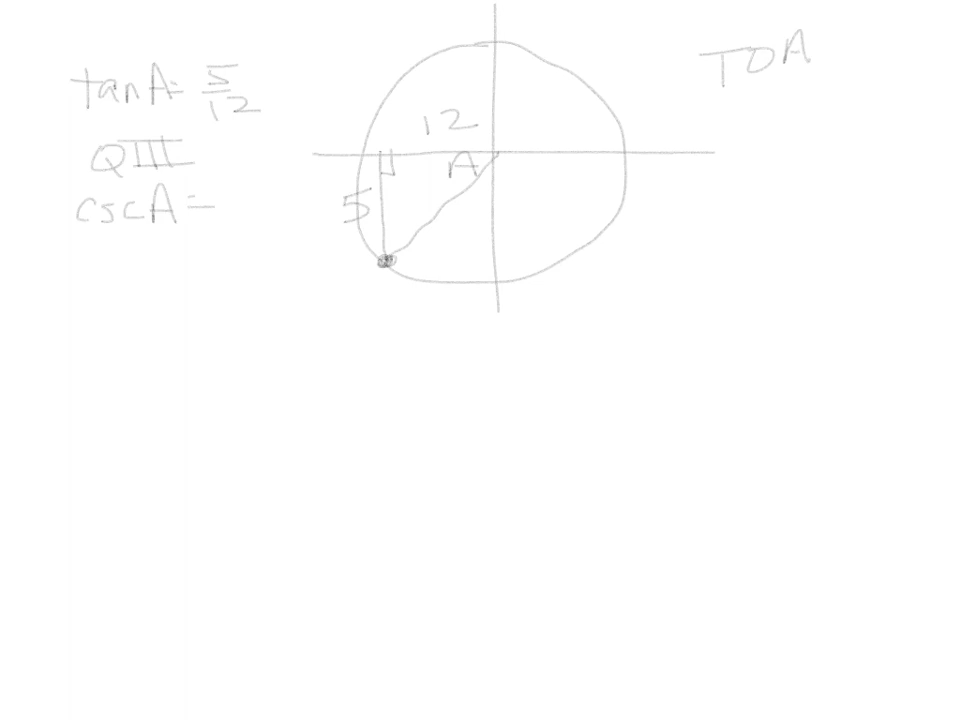 tanA = 5/12
QIII
cscA =
12
A
5
TOA